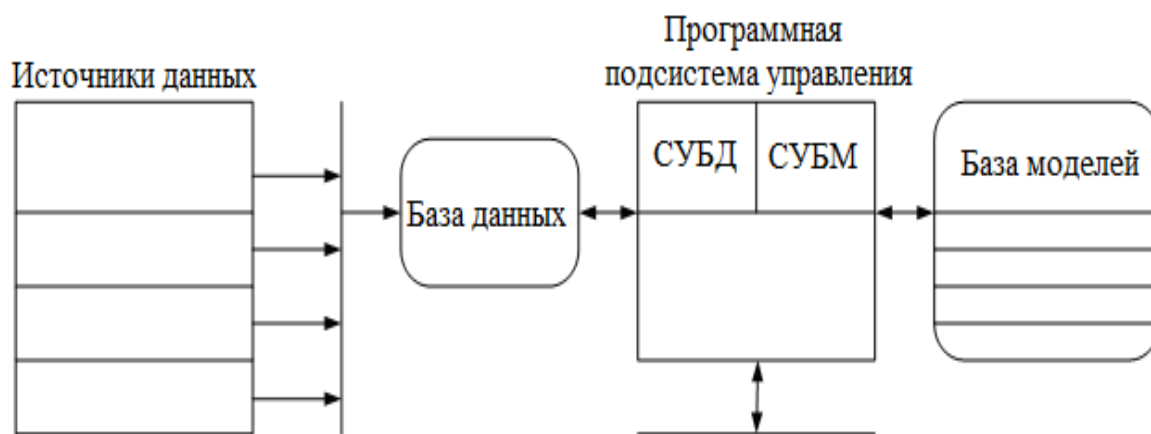 Программная
подсистема управления
Источники данных
СУБД
СУБМ
База моделей
База данных